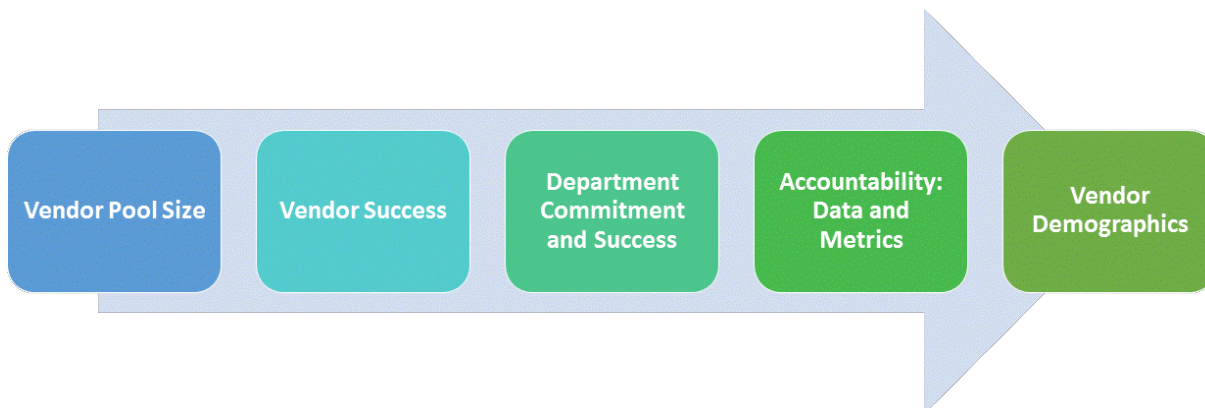 Vendor Pool Size
Vendor Success
Department
Commitment
and Success
Accountability:
Data and
Metrics
Vendor
Demographics